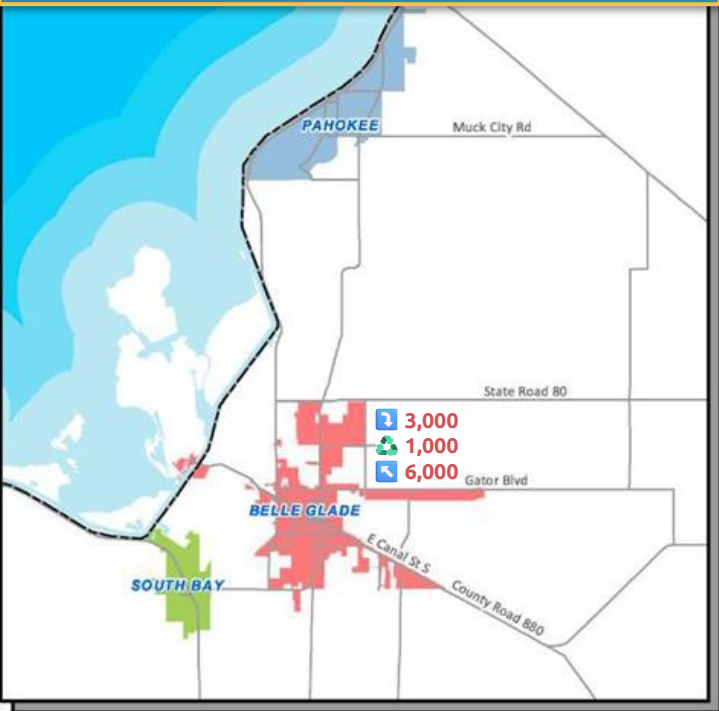 PAHOKEE
Muck City Rd
State Road 80
⤵️ 3,000
♻️ 1,000
↖️ 6,000
Gator Blvd
BELLE GLADE
E Canal St S
SOUTH BAY
County Road 880